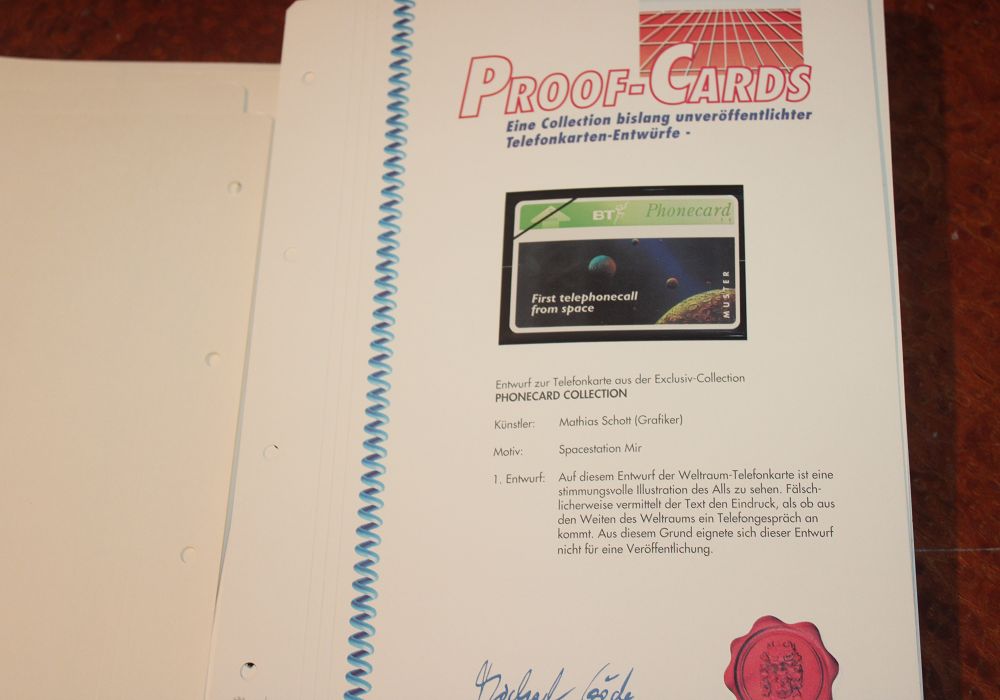 PROOF-CARDS
Eine Collection bislang unveröffentlichter
Telefonkarten-Entwürfe -
BT Phonecard
First telephonecall
from space
MUSTER
Entwurf zur Telefonkarte aus der Exclusiv-Collection
PHONECARD COLLECTION
Künstler: Mathias Schott (Grafiker)
Motiv: Spacestation Mir
1. Entwurf: Auf diesem Entwurf der Weltraum-Telefonkarte ist eine
stimmungsvolle Illustration des Alls zu sehen. Fälsch-
licherweise vermittelt der Text den Eindruck, als ob aus
den Weiten des Weltraums ein Telefongespräch an
kommt. Aus diesem Grund eignete sich dieser Entwurf
nicht für eine Veröffentlichung.